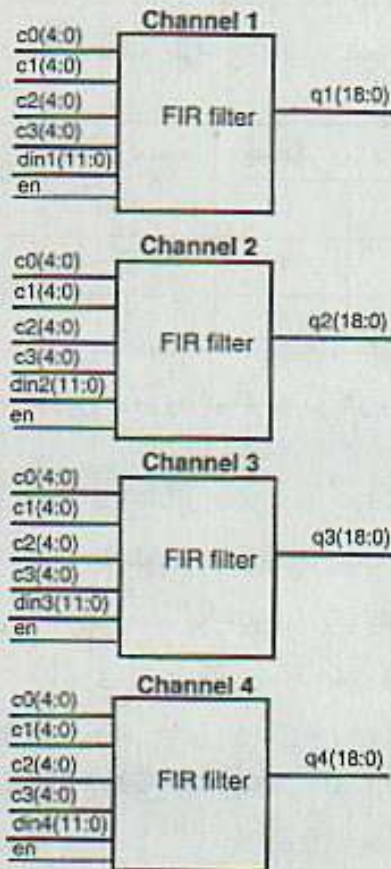 Channel 1
c0(4:0)
c1(4:0)
c2(4:0)
c3(4:0)
din1(11:0)
en
FIR filter
q1(18:0)
Channel 2
c0(4:0)
c1(4:0)
c2(4:0)
c3(4:0)
din2(11:0)
en
FIR filter
q2(18:0)
Channel 3
c0(4:0)
c1(4:0)
c2(4:0)
c3(4:0)
din3(11:0)
en
FIR filter
q3(18:0)
Channel 4
c0(4:0)
c1(4:0)
c2(4:0)
c3(4:0)
din4(11:0)
en
FIR filter
q4(18:0)